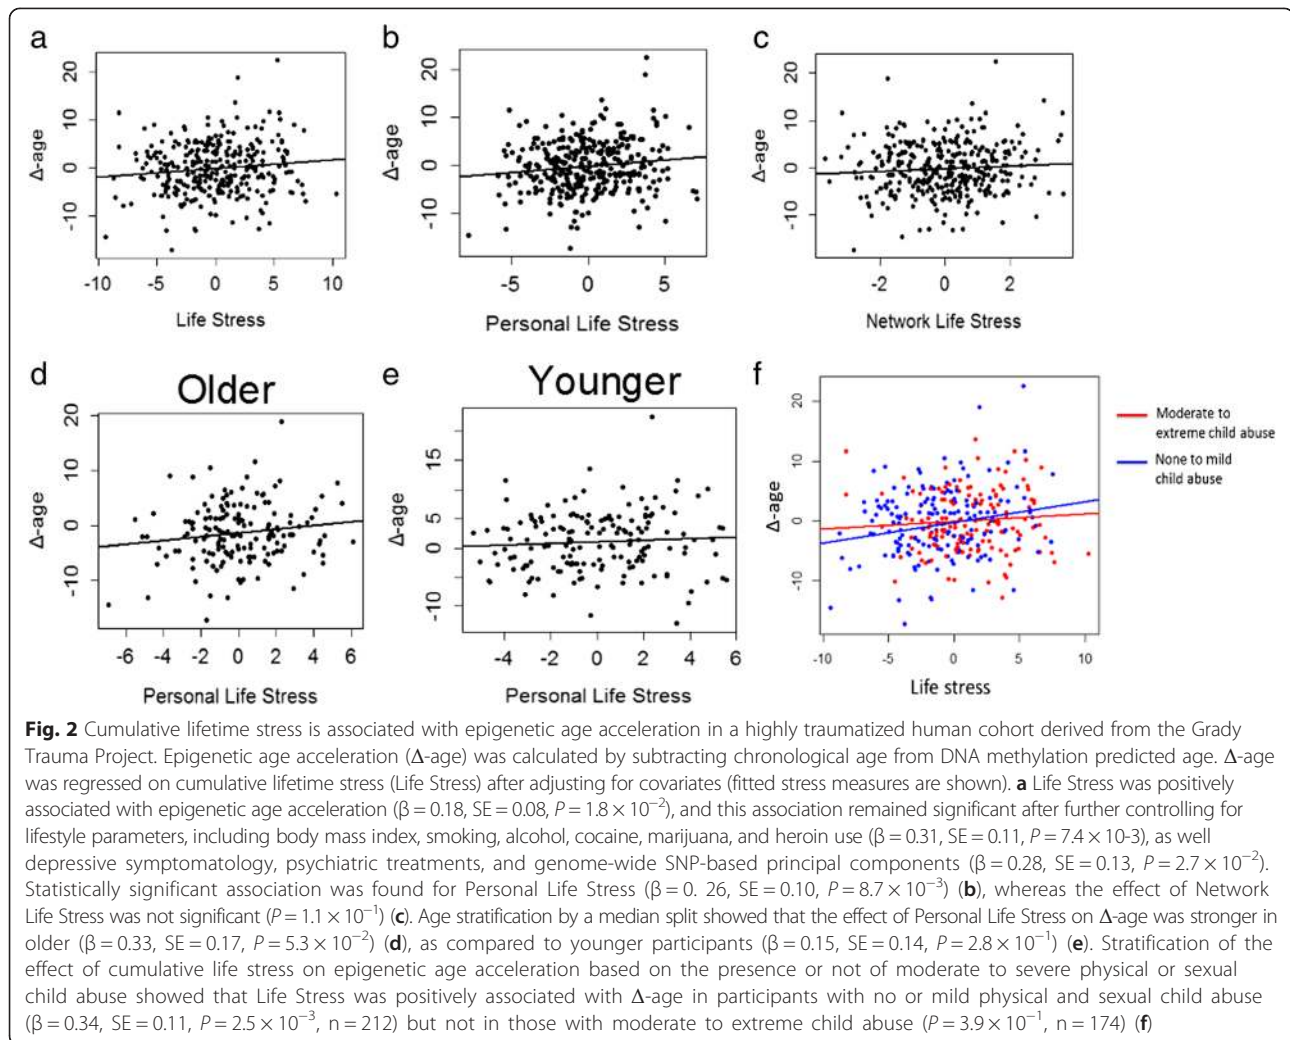 a
20
10
0
-10
Δ-age
-10 -5 0 5 10
Life Stress
b
20
10
0
-10
Δ-age
-5 0 5
Personal Life Stress
c
20
10
0
-10
Δ-age
-2 0 2
Network Life Stress
d
Older
20
10
0
-10
Δ-age
-6 -4 -2 0 2 4 6
Personal Life Stress
e
Younger
15
5
0
-10
Δ-age
-4 -2 0 2 4 6
Personal Life Stress
f
20
10
0
-10
Δ-age
-10 -5 0 5 10
Life stress
Moderate to
extreme child abuse
None to mild
child abuse
Fig. 2 Cumulative lifetime stress is associated with epigenetic age acceleration in a highly traumatized human cohort derived from the Grady
Trauma Project. Epigenetic age acceleration (Δ-age) was calculated by subtracting chronological age from DNA methylation predicted age. Δ-age
was regressed on cumulative lifetime stress (Life Stress) after adjusting for covariates (fitted stress measures are shown). a Life Stress was positively
associated with epigenetic age acceleration (β = 0.18, SE = 0.08, P = 1.8 × 10⁻²), and this association remained significant after further controlling for
lifestyle parameters, including body mass index, smoking, alcohol, cocaine, marijuana, and heroin use (β = 0.31, SE = 0.11, P = 7.4 × 10-3), as well
depressive symptomatology, psychiatric treatments, and genome-wide SNP-based principal components (β = 0.28, SE = 0.13, P = 2.7 × 10⁻²).
Statistically significant association was found for Personal Life Stress (β = 0. 26, SE = 0.10, P = 8.7 × 10⁻³) (b), whereas the effect of Network
Life Stress was not significant (P = 1.1 × 10⁻¹) (c). Age stratification by a median split showed that the effect of Personal Life Stress on Δ-age was stronger in
older (β = 0.33, SE = 0.17, P = 5.3 × 10⁻²) (d), as compared to younger participants (β = 0.15, SE = 0.14, P = 2.8 × 10⁻¹) (e). Stratification of the
effect of cumulative life stress on epigenetic age acceleration based on the presence or not of moderate to severe physical or sexual
child abuse showed that Life Stress was positively associated with Δ-age in participants with no or mild physical and sexual child abuse
(β = 0.34, SE = 0.11, P = 2.5 × 10⁻³, n = 212) but not in those with moderate to extreme child abuse (P = 3.9 × 10⁻¹, n = 174) (f)